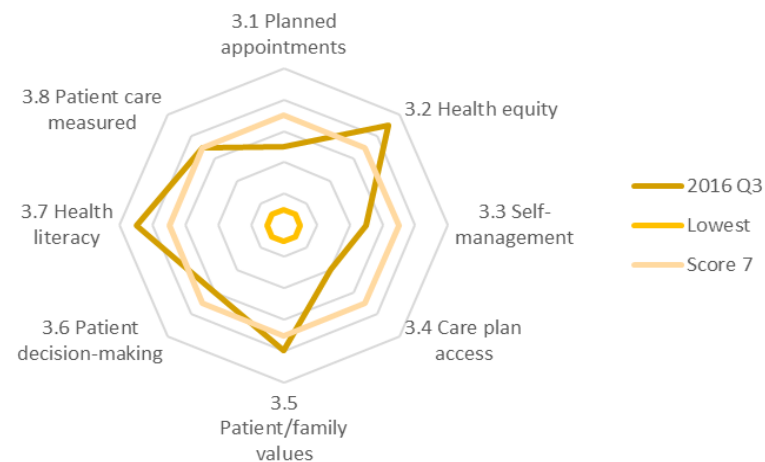 3.1 Planned
appointments
3.2 Health equity
3.3 Self-
management
3.4 Care plan
access
3.5
Patient/family
values
3.6 Patient
decision-making
3.7 Health
literacy
3.8 Patient care
measured
2016 Q3
Lowest
Score 7